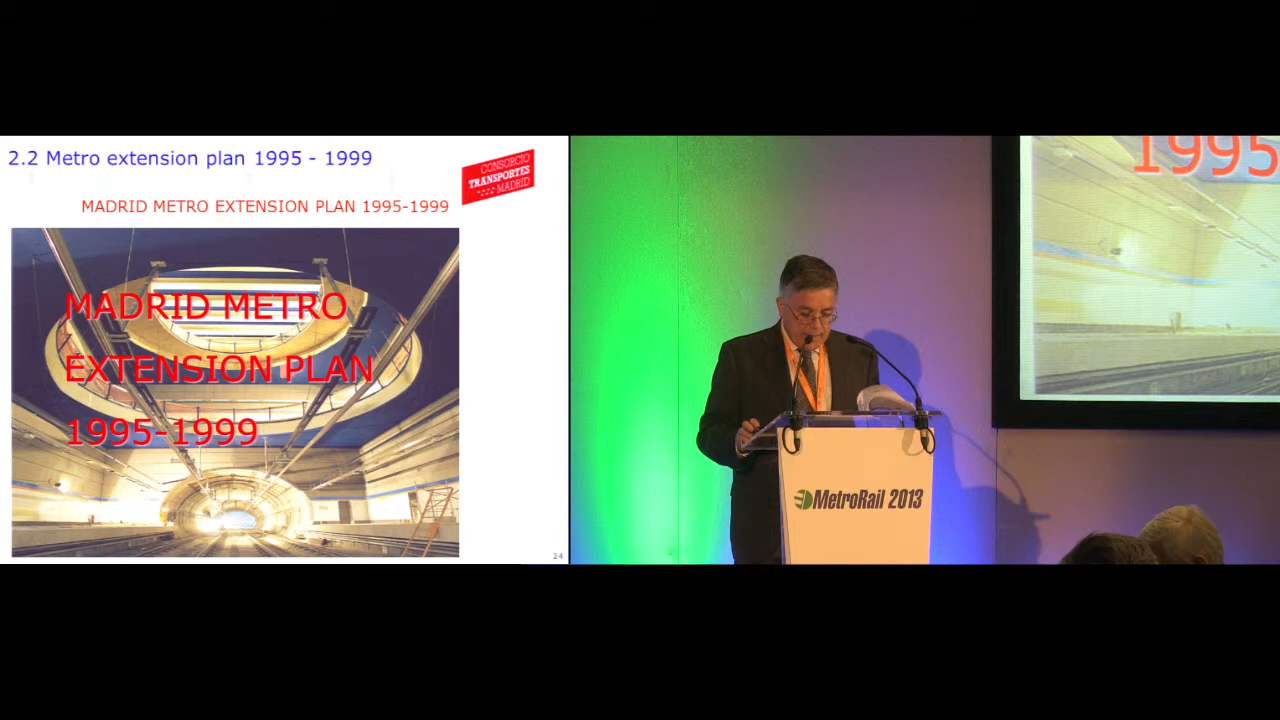 2.2 Metro extension plan 1995 - 1999
CONSORCIO
TRANSPORTES
MADRID
MADRID METRO EXTENSION PLAN 1995-1999
MADRID METRO
EXTENSION PLAN
1995-1999
24
1995
MetroRail 2013